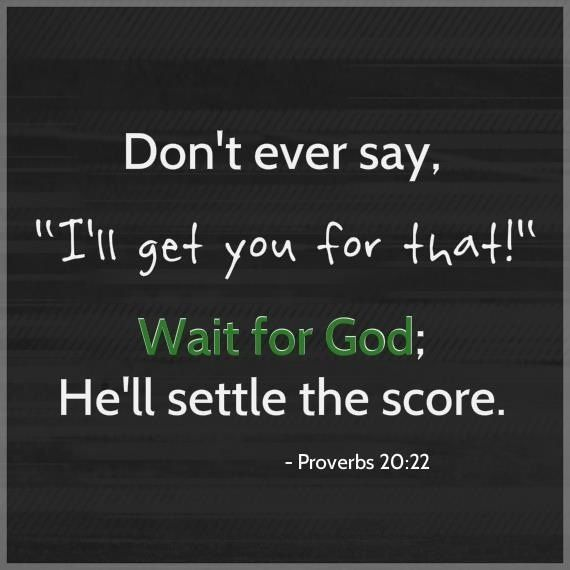 Don't ever say,
"I'll get you for that!"
Wait for God;
He'll settle the score.
- Proverbs 20:22